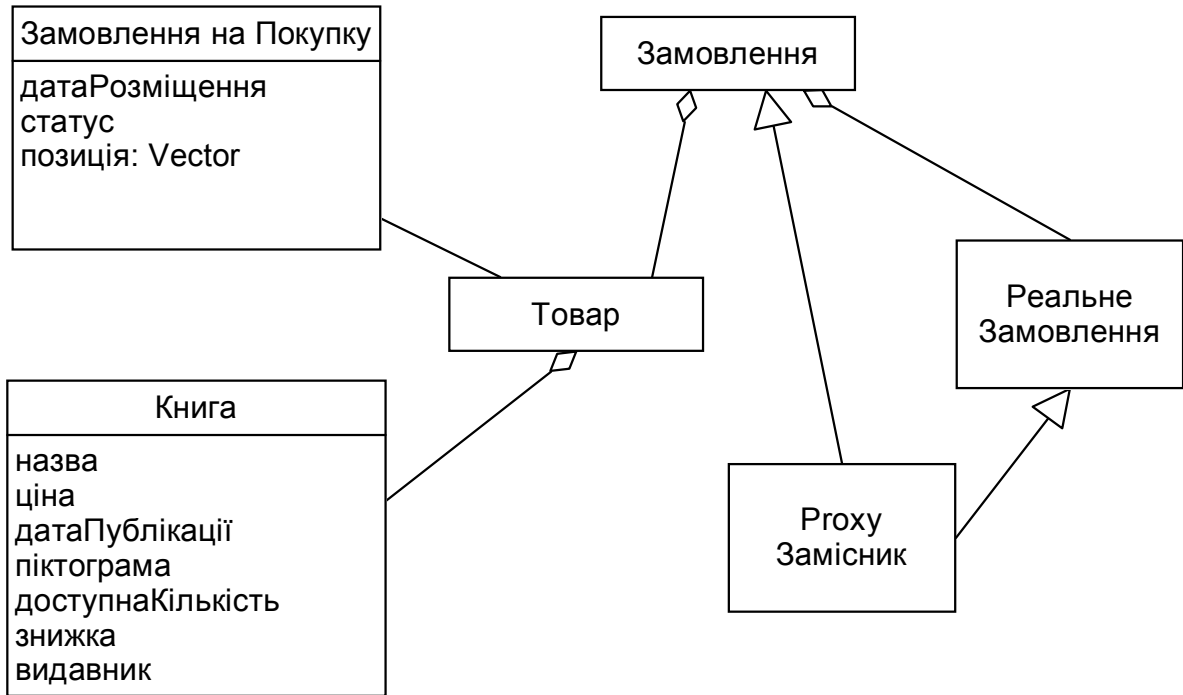 Замовлення на Покупку
датаРозміщення
статус
позиція: Vector
Замовлення
Товар
Реальне
Замовлення
Книга
назва
ціна
датаПублікації
піктограма
доступнаКількість
знижка
видавник
Proxy
Замісник